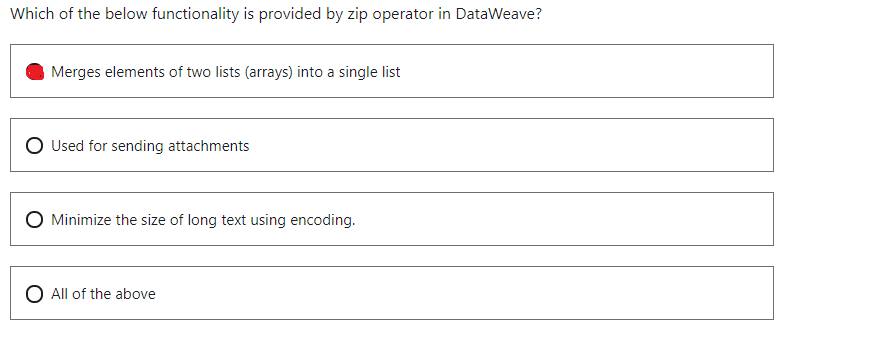 Which of the below functionality is provided by zip operator in DataWeave?
Merges elements of two lists (arrays) into a single list
Used for sending attachments
Minimize the size of long text using encoding.
All of the above